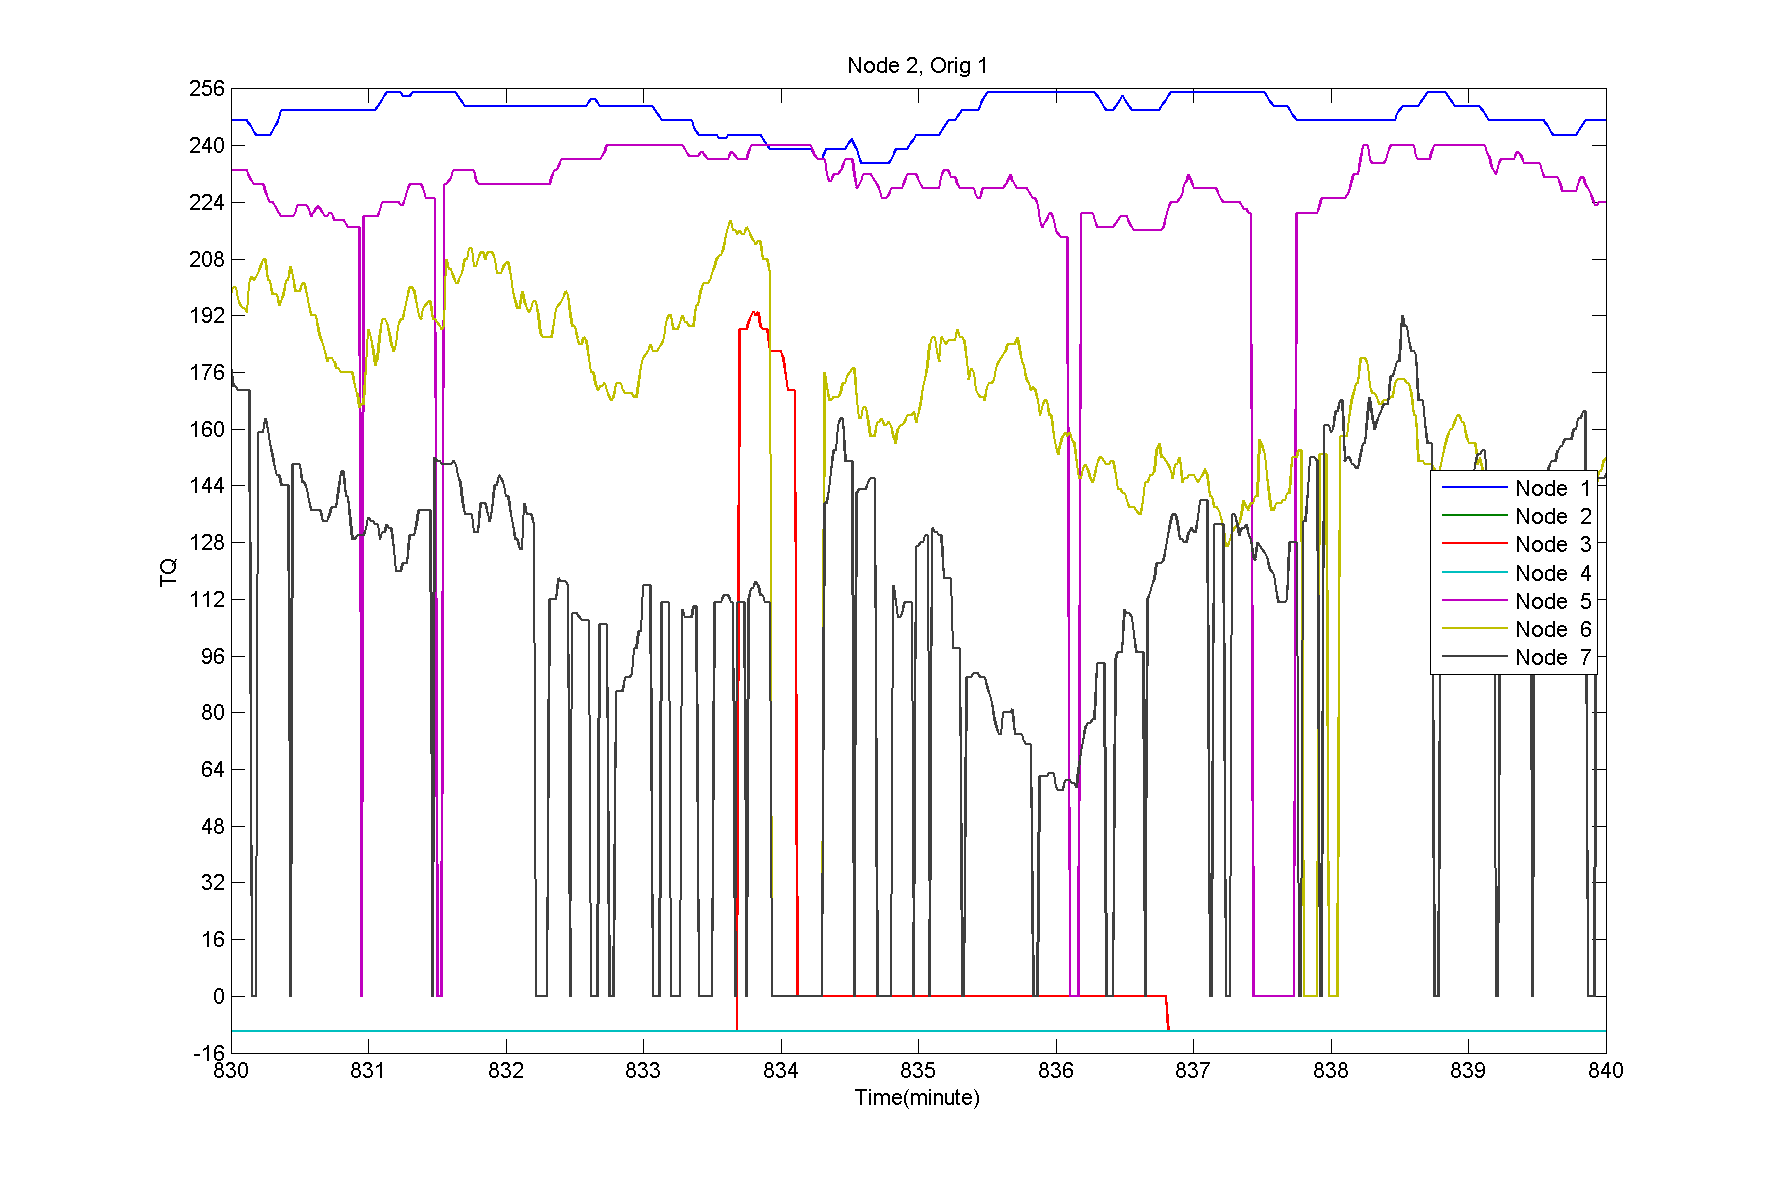 Node 2, Orig 1
256
240
224
208
192
176
160
144
128
112
96
80
64
48
32
16
0
-16
TQ
Node 1
Node 2
Node 3
Node 4
Node 5
Node 6
Node 7
830 831 832 833 834 835 836 837 838 839 840
Time(minute)